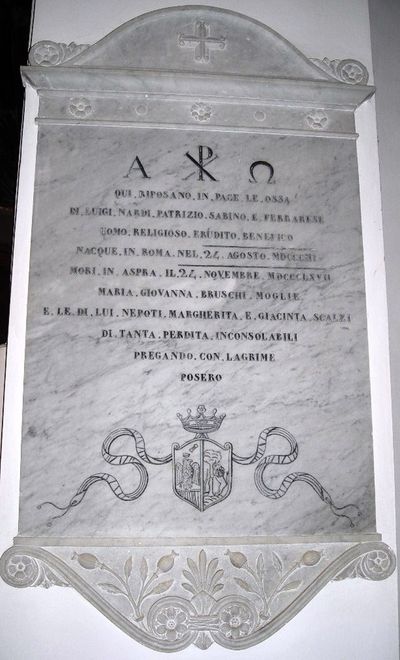 Α ☧ Ω
QUI . RIPOSANO . IN . PACE . LE . OSSA
DI . LUIGI . NARDI . PATRIZIO . SABINO . E . FERRARESE
UOMO . RELIGIOSO . ERUDITO . BENEFICO
NACQUE . IN . ROMA . NEL . 24 . AGOSTO . MDCCCIII
MORI . IN . ASPRA . IL . 24 . NOVEMBRE . MDCCCLXVII
MARIA . GIOVANNA . BRUSCHI . MOGLIE
E . LE . DI . LUI . NEPOTI . MARGHERITA . E . GIACINTA . SCALZI
DI . TANTA . PERDITA . INCONSOLABILI
PREGANDO . CON . LAGRIME
POSERO